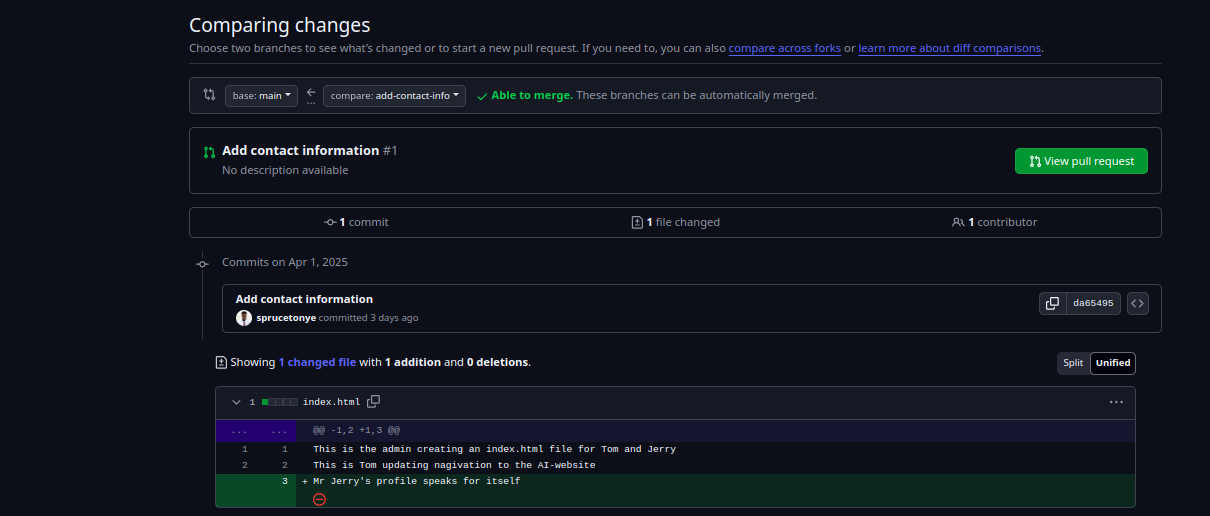 Comparing changes
Choose two branches to see what's changed or to start a new pull request. If you need to, you can also compare across forks or learn more about diff comparisons.
base: main ... compare: add-contact-info Able to merge. These branches can be automatically merged.
Add contact information #1
No description available
View pull request
1 commit 1 file changed 1 contributor
Commits on Apr 1, 2025
Add contact information
sprucetonye committed 3 days ago
da65495
Showing 1 changed file with 1 addition and 0 deletions.
Split Unified
1 index.html ...
... ... @@ -1,2 +1,3 @@
1 1 This is the admin creating an index.html file for Tom and Jerry
2 2 This is Tom updating nagivation to the AI-website
3 + Mr Jerry's profile speaks for itself